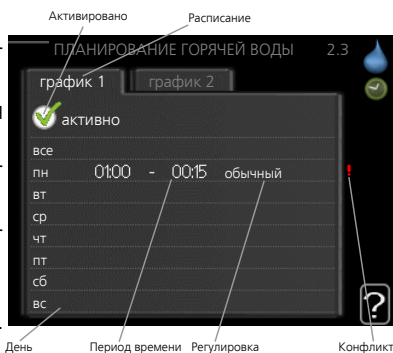 Активировано Расписание
ПЛАНИРОВАНИЕ ГОРЯЧЕЙ ВОДЫ 2.3
график 1 график 2
активно
все
пн 01:00 - 00:15 обычный !
вт
ср
чт
пт
сб
вс
?
День Период времени Регулировка Конфликт